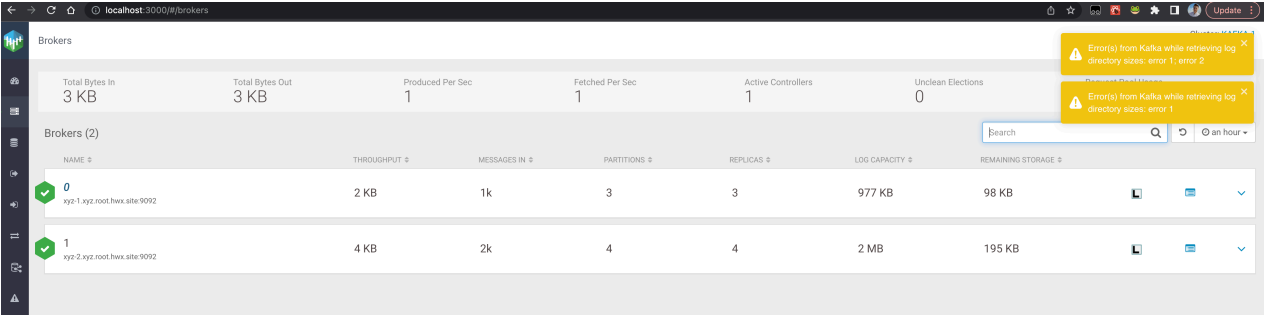 localhost:3000/#/brokers
Update
Brokers
Error(s) from Kafka while retrieving log
directory sizes: error 1; error 2
Error(s) from Kafka while retrieving log
directory sizes: error 1
Total Bytes In
3 KB
Total Bytes Out
3 KB
Produced Per Sec
1
Fetched Per Sec
1
Active Controllers
1
Unclean Elections
0
Brokers (2)
Search
an hour
NAME THROUGHPUT MESSAGES IN PARTITIONS REPLICAS LOG CAPACITY REMAINING STORAGE
0 2 KB 1k 3 3 977 KB 98 KB L
xyz-1.xyz.root.hwx.site:9092
1 4 KB 2k 4 4 2 MB 195 KB L
xyz-2.xyz.root.hwx.site:9092